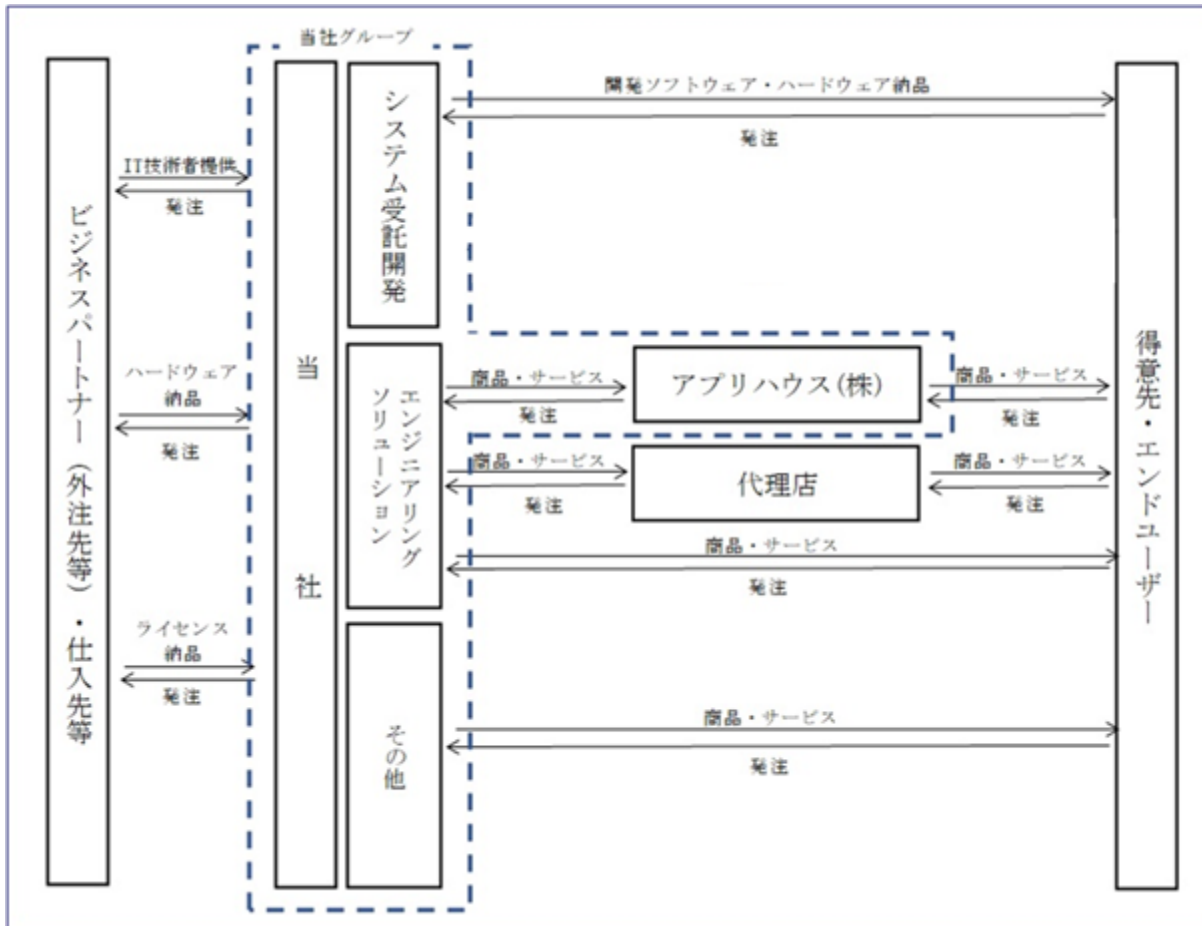 当社グループ
ビジネスパートナー（外注先等）・仕入先等
IT技術者提供
発注
ハードウェア
納品
発注
ライセンス
納品
発注
当社
システム受託開発
開発ソフトウェア・ハードウェア納品
発注
エンジニアリング
ソリューション
商品・サービス
発注
アプリハウス(株)
商品・サービス
発注
商品・サービス
発注
代理店
商品・サービス
発注
商品・サービス
発注
その他
商品・サービス
発注
得意先・エンドユーザー